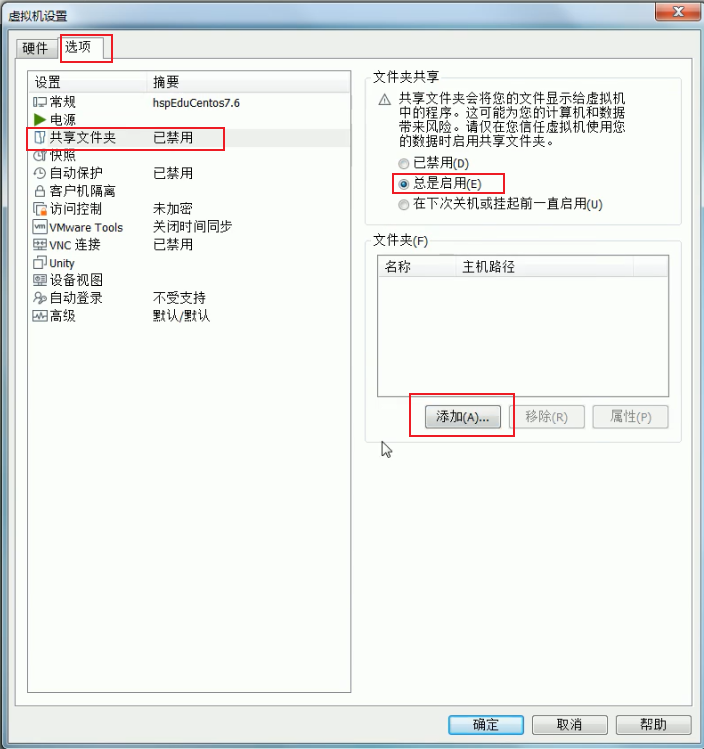 虚拟机设置
硬件 选项
设置 摘要
常规 hspEduCentos7.6
电源
共享文件夹 已禁用
快照
自动保护 已禁用
客户机隔离
访问控制 未加密
VMware Tools 关闭时间同步
VNC 连接 已禁用
Unity
设备视图
自动登录 不受支持
高级 默认/默认
文件夹共享
共享文件夹会将您的文件显示给虚拟机
中的程序。这可能为您的计算机和数据
带来风险。请仅在您信任虚拟机使用您
的数据时启用共享文件夹。
已禁用(D)
总是启用(E)
在下次关机或挂起前一直启用(U)
文件夹(F)
名称 主机路径
添加(A)... 移除(R) 属性(P)
确定 取消 帮助